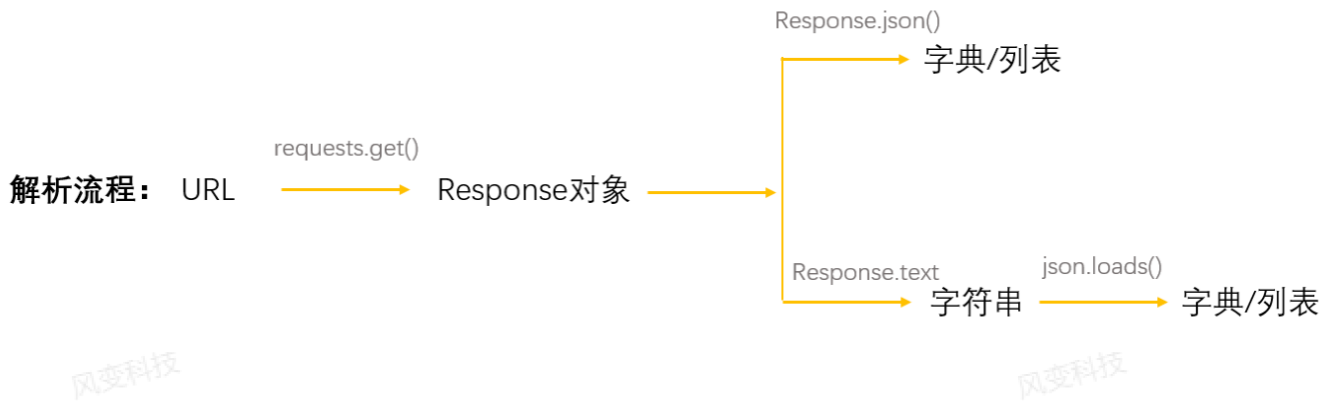 Response.json()
字典/列表
requests.get()
解析流程： URL
Response对象
Response.text
json.loads()
字符串
字典/列表
风变科技
风变科技